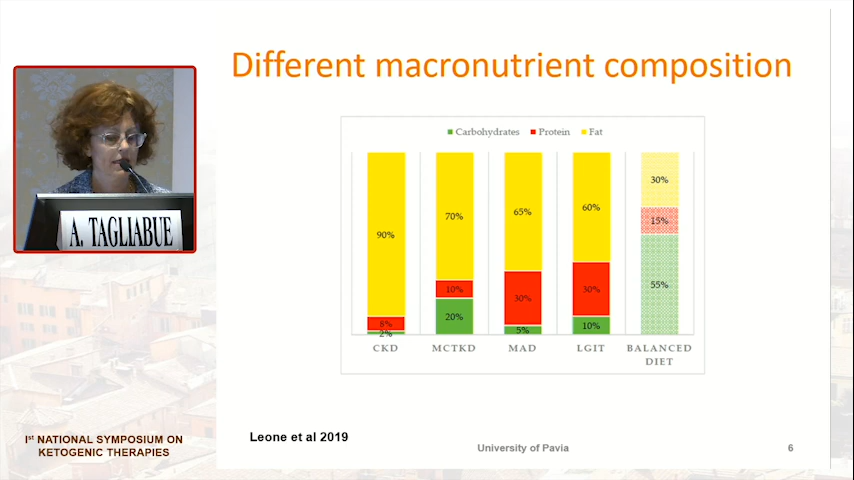 Different macronutrient composition
Carbohydrates Protein Fat
90%
8%
2%
70%
10%
20%
65%
30%
5%
60%
30%
10%
30%
15%
55%
CKD MCTKD MAD LGIT BALANCED
DIET
A. TAGLIABUE
Leone et al 2019
University of Pavia
6
Ist NATIONAL SYMPOSIUM ON
KETOGENIC THERAPIES